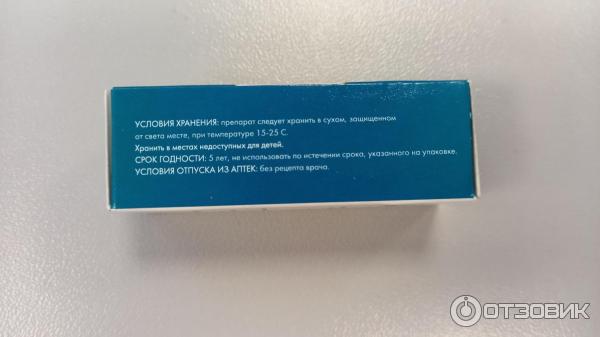 УСЛОВИЯ ХРАНЕНИЯ: препарат следует хранить в сухом, защищенном
от света месте, при температуре 15-25 С.
Хранить в местах недоступных для детей.
СРОК ГОДНОСТИ: 5 лет, не использовать по истечении срока, указанного на упаковке.
УСЛОВИЯ ОТПУСКА ИЗ АПТЕК: без рецепта врача.
ОТЗОВИК